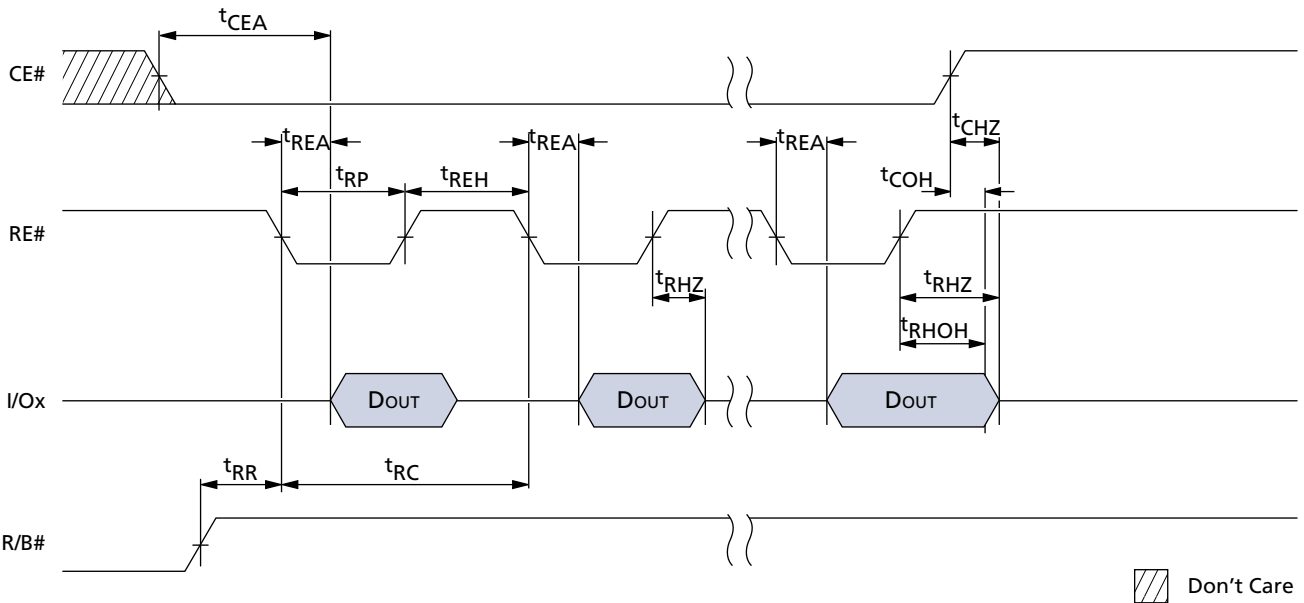 tCEA
CE#
tCHZ
tREA tREA tREA
tCOH
tRP tREH
RE#
tRHZ tRHZ
tRHOH
I/Ox DOUT DOUT DOUT
tRR tRC
R/B#
Don't Care